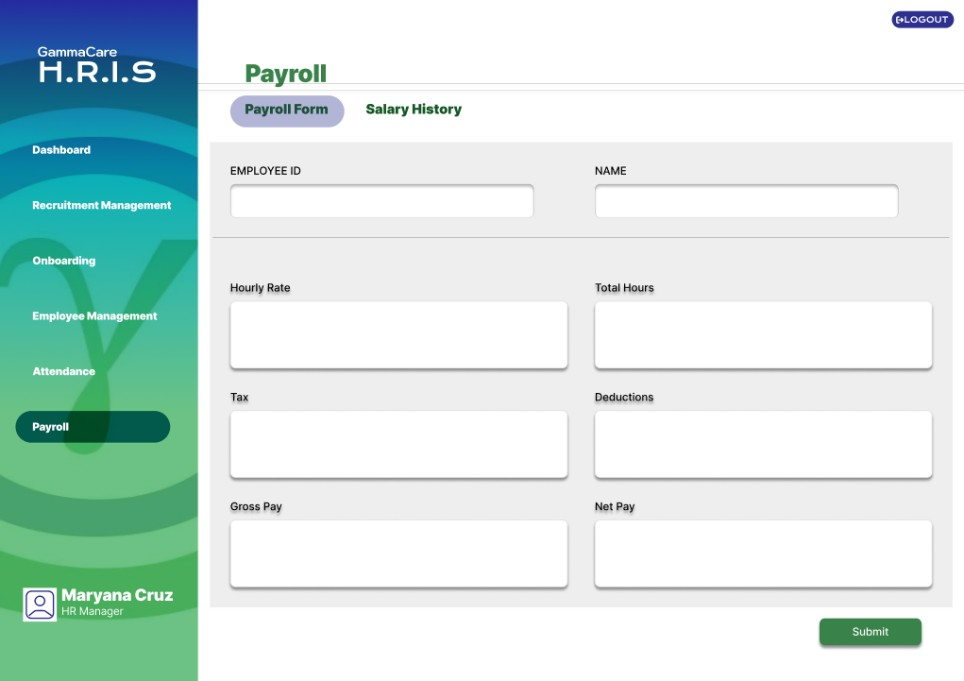 LOGOUT
GammaCare
H.R.I.S
Payroll
Payroll Form
Salary History
Dashboard
Recruitment Management
Onboarding
Employee Management
Attendance
Payroll
Maryana Cruz
HR Manager
EMPLOYEE ID
NAME
Hourly Rate
Total Hours
Tax
Deductions
Gross Pay
Net Pay
Submit